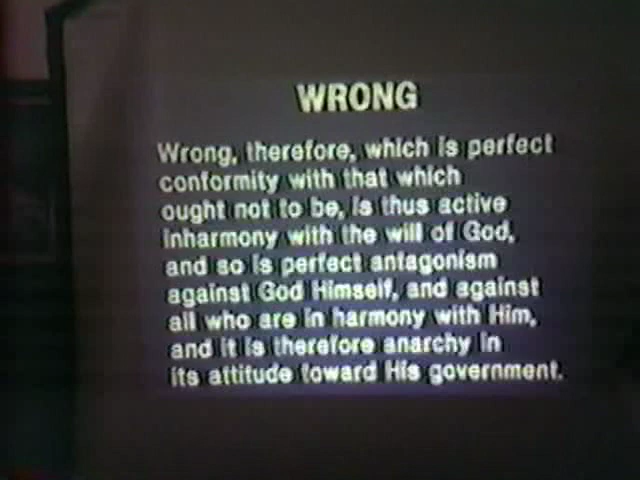 WRONG
Wrong, therefore, which is perfect
conformity with that which
ought not to be, is thus active
inharmony with the will of God,
and so is perfect antagonism
against God Himself, and against
all who are in harmony with Him,
and it is therefore anarchy in
its attitude toward His government.